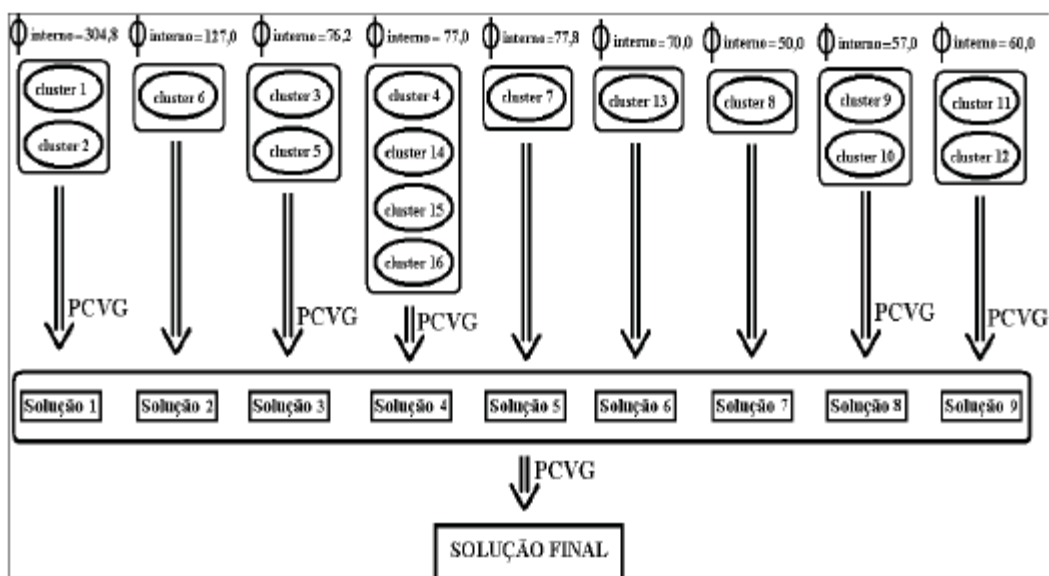 Φ interno=304,8 Φ interno=127,0 Φ interno=76,2 Φ interno=77,0 Φ interno=77,8 Φ interno=70,0 Φ interno=50,0 Φ interno=57,0 Φ interno=60,0
cluster 1 cluster 6 cluster 3 cluster 4 cluster 7 cluster 13 cluster 8 cluster 9 cluster 11
cluster 2 cluster 5 cluster 14 cluster 10 cluster 12
cluster 15
cluster 16
PCVG PCVG PCVG PCVG PCVG
Solução 1 Solução 2 Solução 3 Solução 4 Solução 5 Solução 6 Solução 7 Solução 8 Solução 9
PCVG
SOLUÇÃO FINAL